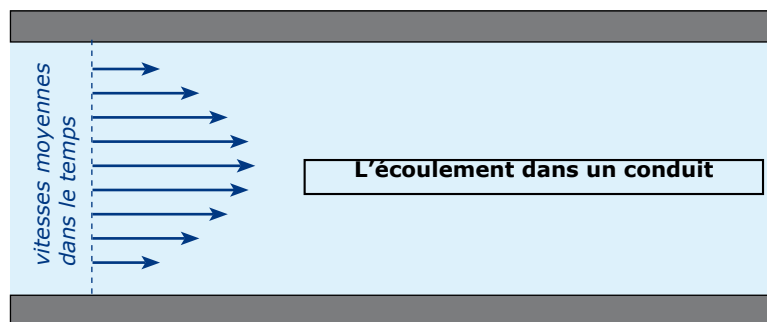 vitesses moyennes
dans le temps
L’écoulement dans un conduit